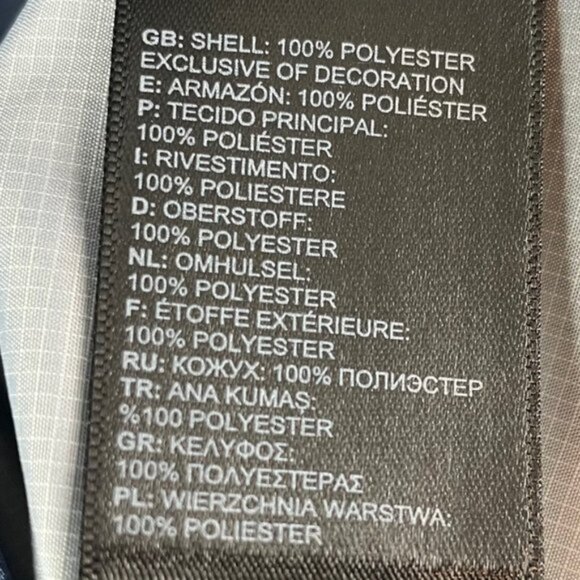 GB: SHELL: 100% POLYESTER
EXCLUSIVE OF DECORATION
E: ARMAZÓN: 100% POLIÉSTER
P: TECIDO PRINCIPAL:
100% POLIÉSTER
I: RIVESTIMENTO:
100% POLIESTERE
D: OBERSTOFF:
100% POLYESTER
NL: OMHULSEL:
100% POLYESTER
F: ÉTOFFE EXTÉRIEURE:
100% POLYESTER
RU: КОЖУХ: 100% ПОЛИЭСТЕР
TR: ANA KUMAŞ:
%100 POLYESTER
GR: ΚΕΛΥΦΟΣ:
100% ΠΟΛΥΕΣΤΕΡΑΣ
PL: WIERZCHNIA WARSTWA:
100% POLIESTER